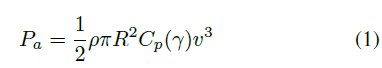 $P_a = \frac{1}{2}\rho\pi R^2 C_p(\gamma)v^3$ (1)